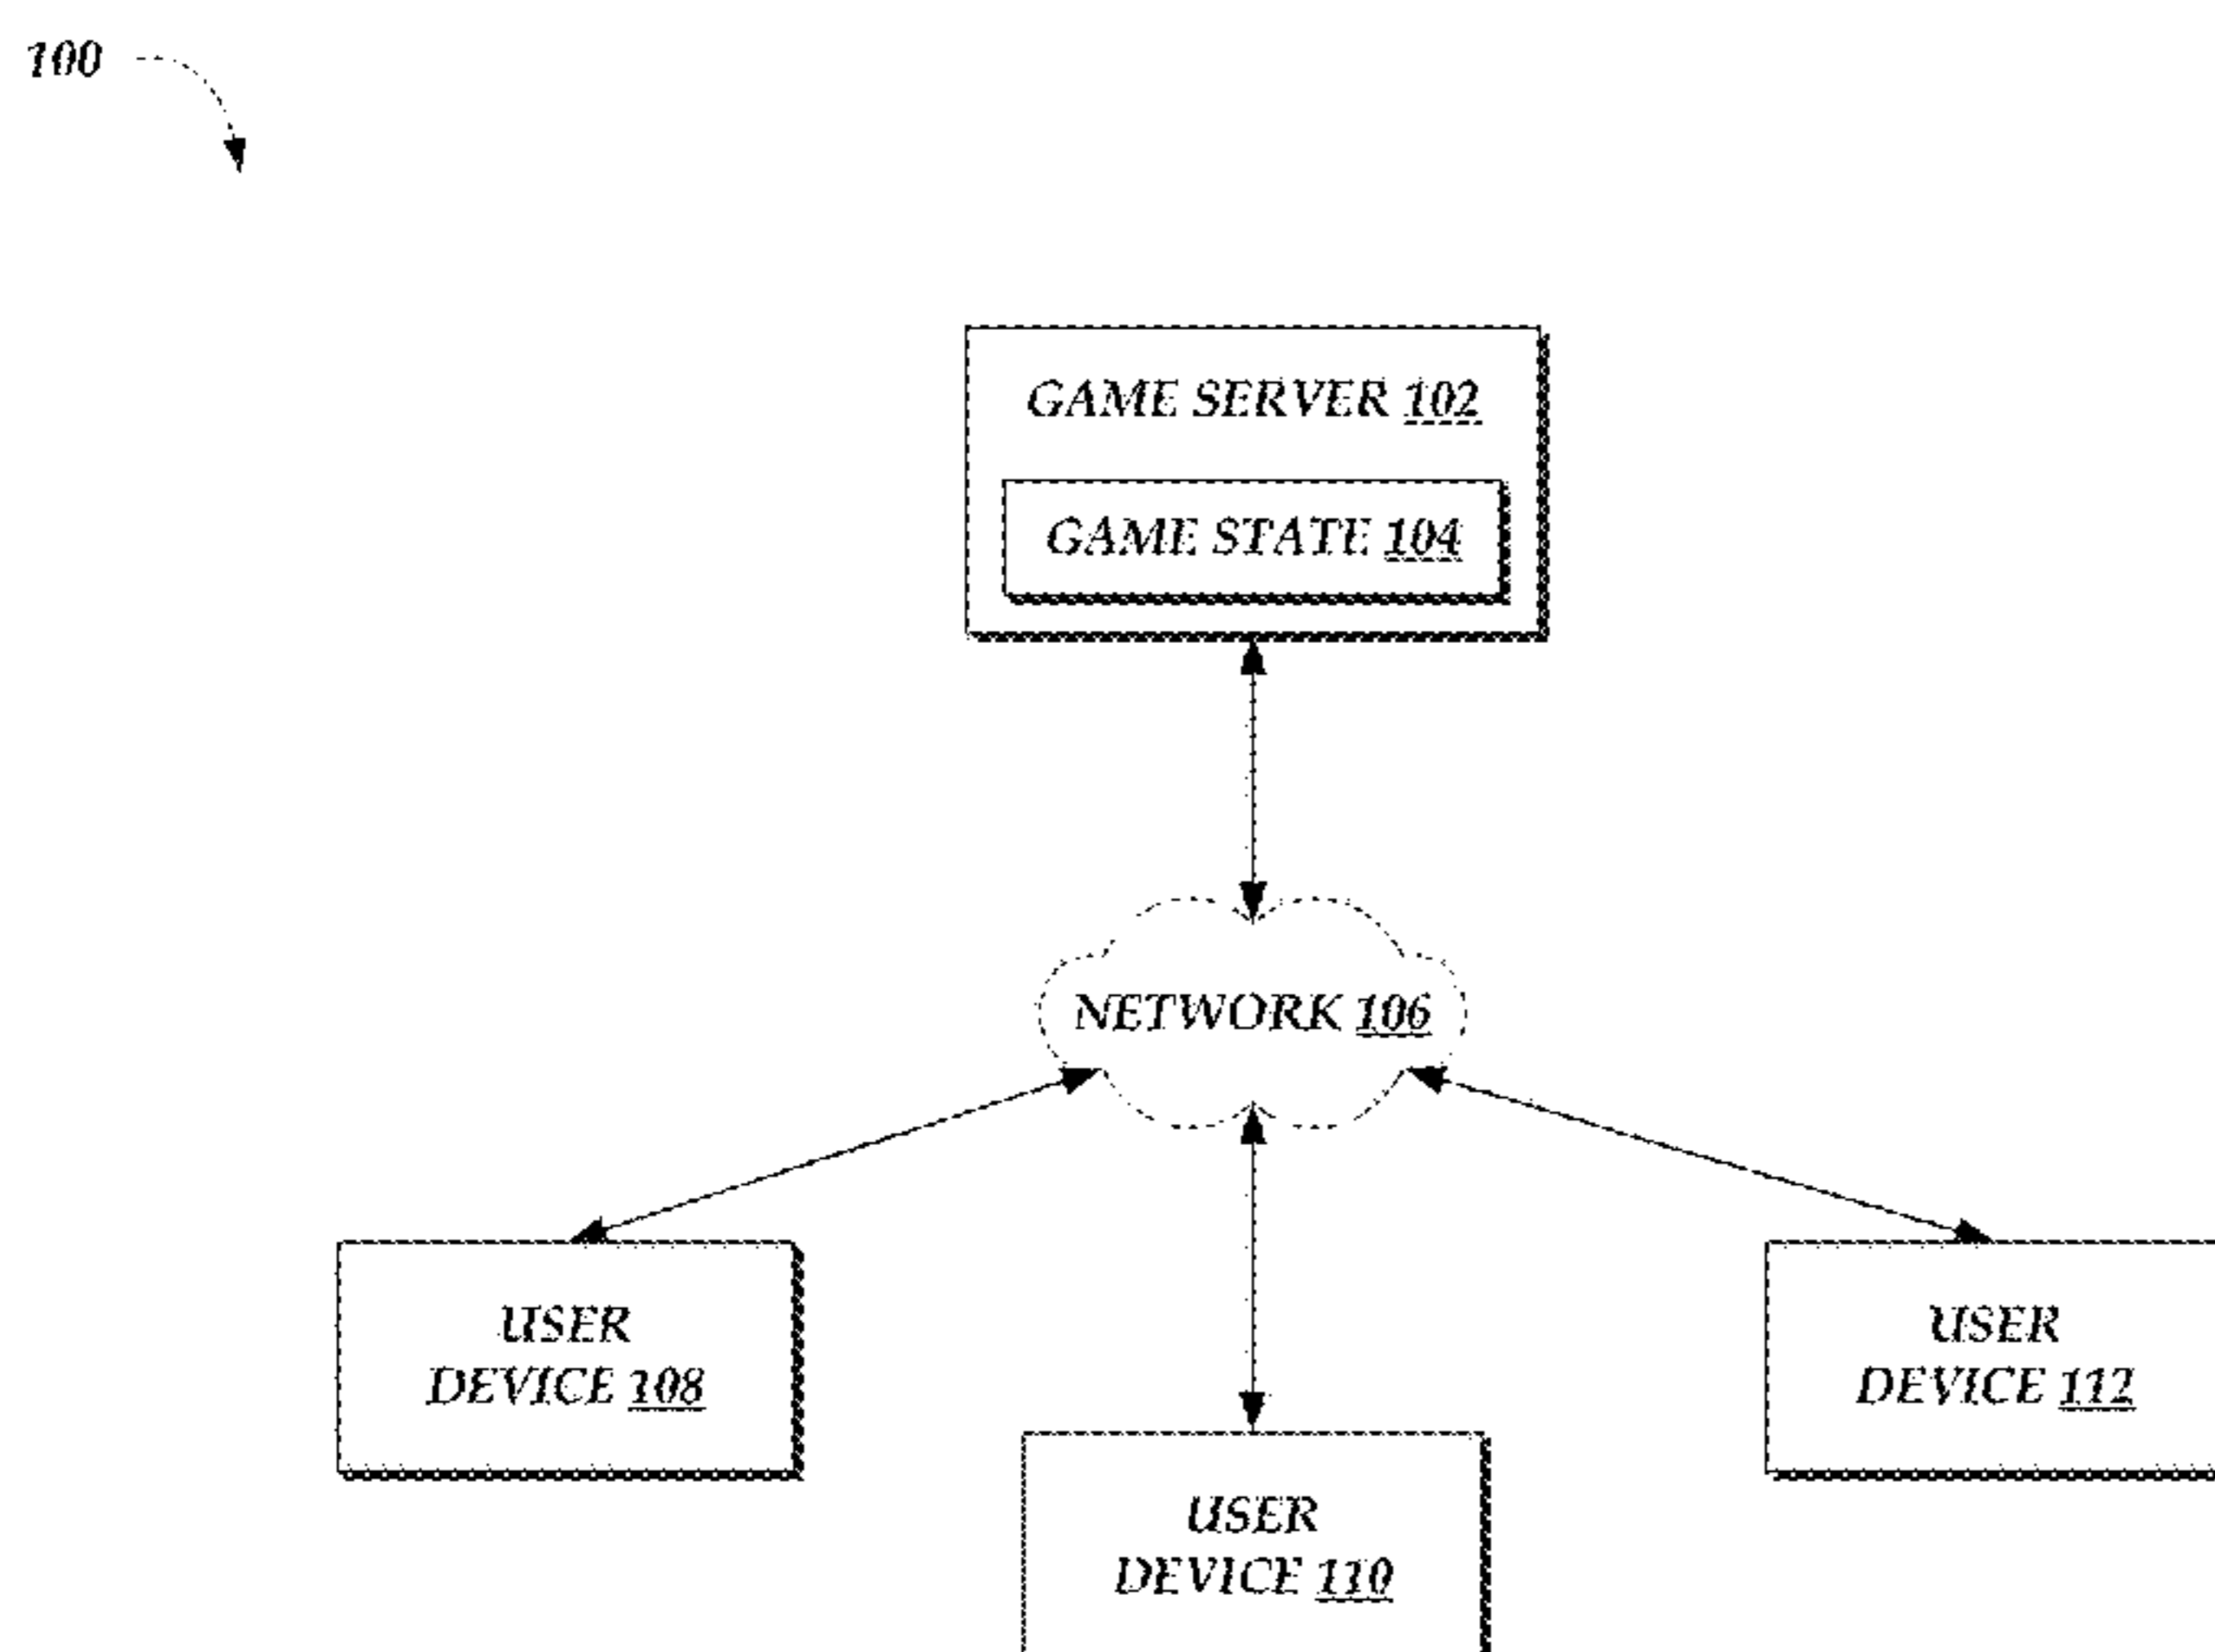 100
GAME SERVER 102
GAME STATE 104
NETWORK 106
USER
DEVICE 108
USER
DEVICE 112
USER
DEVICE 110